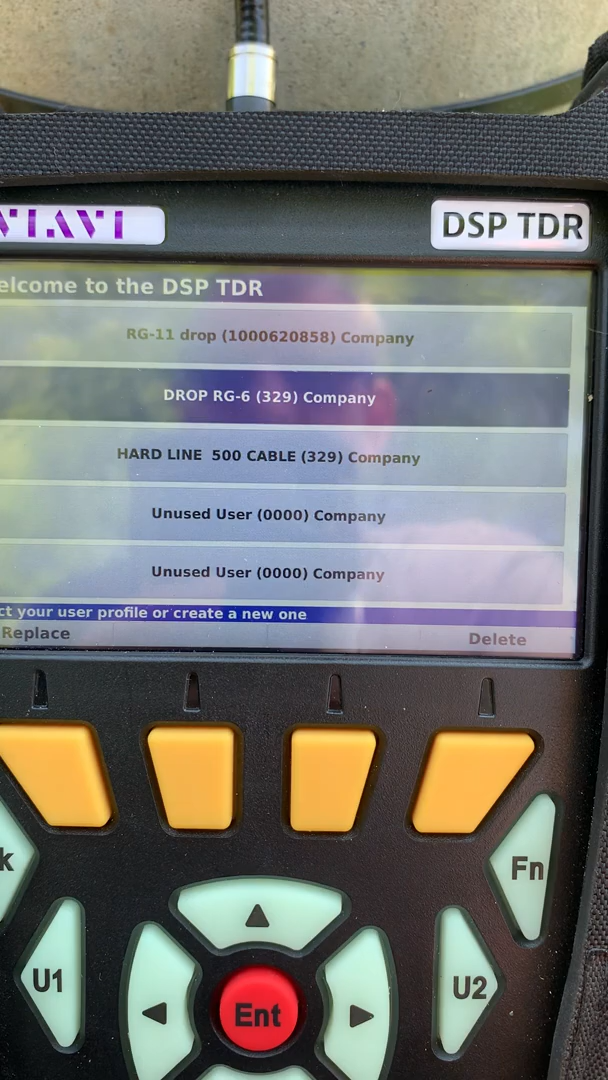 VIAVI
DSP TDR
elcome to the DSP TDR
RG-11 drop (1000620858) Company
DROP RG-6 (329) Company
HARD LINE 500 CABLE (329) Company
Unused User (0000) Company
Unused User (0000) Company
ct your user profile or create a new one
Replace
Delete
k
Fn
U1
U2
Ent